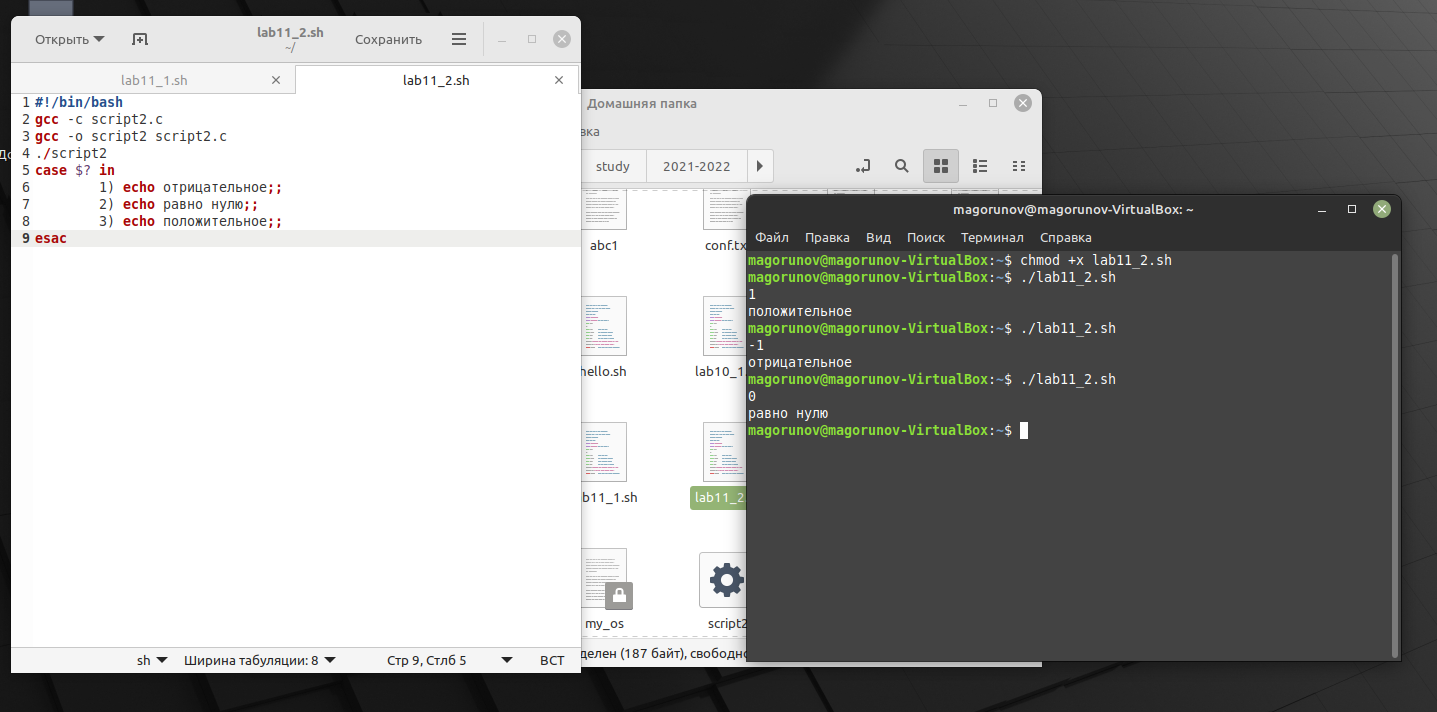 Открыть
lab11_2.sh
~/
Сохранить
lab11_1.sh
lab11_2.sh
1 #!/bin/bash
2 gcc -c script2.c
3 gcc -o script2 script2.c
4 ./script2
5 case $? in
6 1) echo отрицательное;;
7 2) echo равно нулю;;
8 3) echo положительное;;
9 esac
sh
Ширина табуляции: 8
Стр 9, Стлб 5
ВСТ
Домашняя папка
вка
study
2021-2022
abc1
conf.tx
hello.sh
lab10_1
b11_1.sh
lab11_2
my_os
script2
делен (187 байт), свободно
magorunov@magorunov-VirtualBox: ~
Файл Правка Вид Поиск Терминал Справка
magorunov@magorunov-VirtualBox:~$ chmod +x lab11_2.sh
magorunov@magorunov-VirtualBox:~$ ./lab11_2.sh
1
положительное
magorunov@magorunov-VirtualBox:~$ ./lab11_2.sh
-1
отрицательное
magorunov@magorunov-VirtualBox:~$ ./lab11_2.sh
0
равно нулю
magorunov@magorunov-VirtualBox:~$